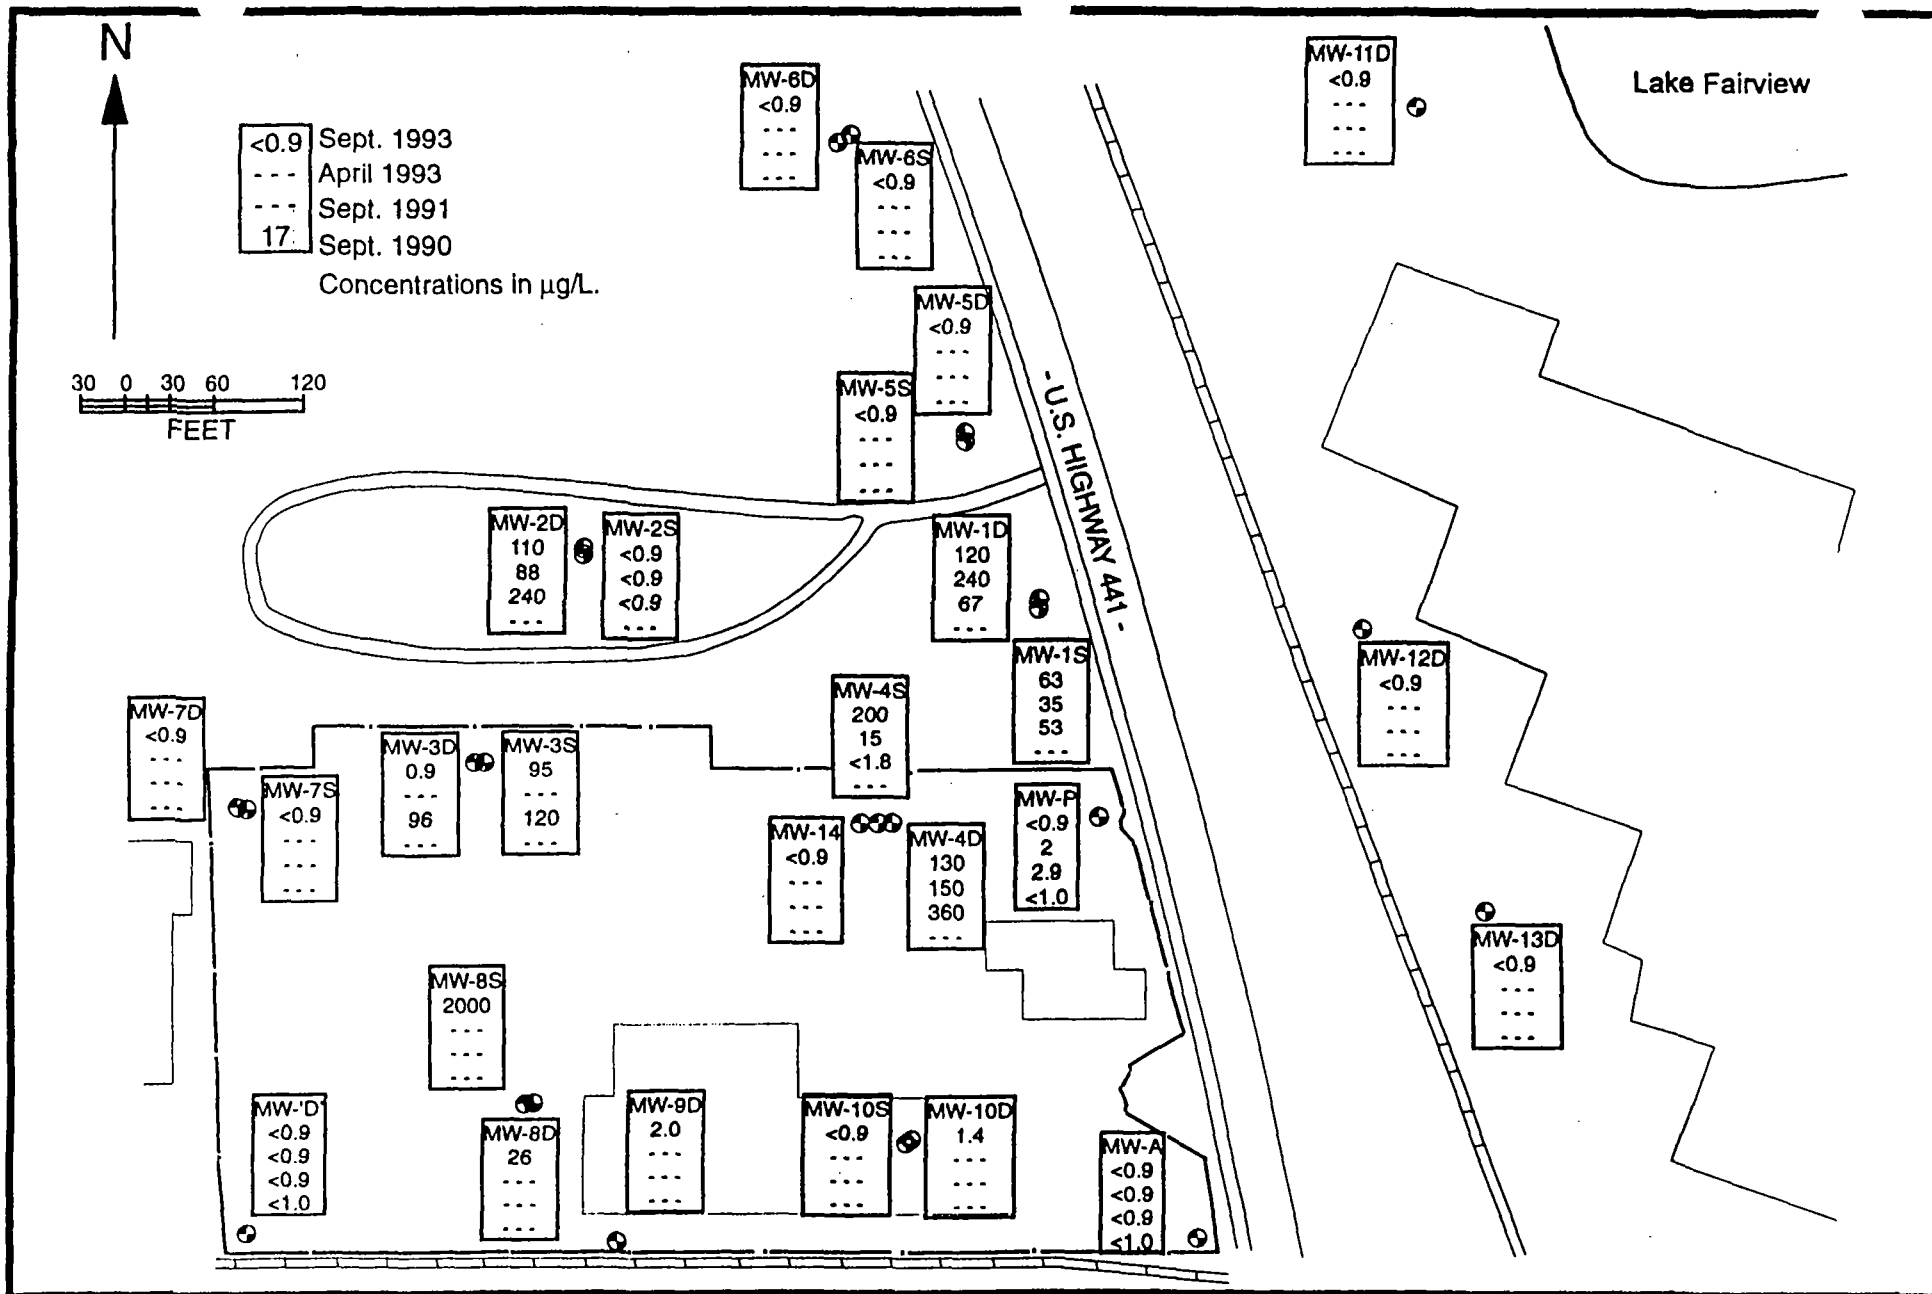 N
<0.9 Sept. 1993
--- April 1993
--- Sept. 1991
17 Sept. 1990
Concentrations in µg/L.
30 0 30 60 120
FEET
MW-6D
<0.9
---
---
---
MW-6S
<0.9
---
---
---
MW-11D
<0.9
---
---
---
Lake Fairview
MW-5D
<0.9
---
---
---
MW-5S
<0.9
---
---
---
- U.S. HIGHWAY 441 -
MW-2D
110
88
240
---
MW-2S
<0.9
<0.9
<0.9
---
MW-1D
120
240
67
---
MW-1S
63
35
53
---
MW-12D
<0.9
---
---
---
MW-4S
200
15
<1.8
---
MW-7D
<0.9
---
---
---
MW-7S
<0.9
---
---
---
MW-3D
0.9
---
96
---
MW-3S
95
---
120
---
MW-14
<0.9
---
---
---
MW-4D
130
150
360
---
MW-P
<0.9
2
2.9
<1.0
MW-13D
<0.9
---
---
---
MW-8S
2000
---
---
---
MW-'D'
<0.9
<0.9
<0.9
<1.0
MW-8D
26
---
---
---
MW-9D
2.0
---
---
---
MW-10S
<0.9
---
---
---
MW-10D
1.4
---
---
---
MW-A
<0.9
<0.9
<0.9
<1.0